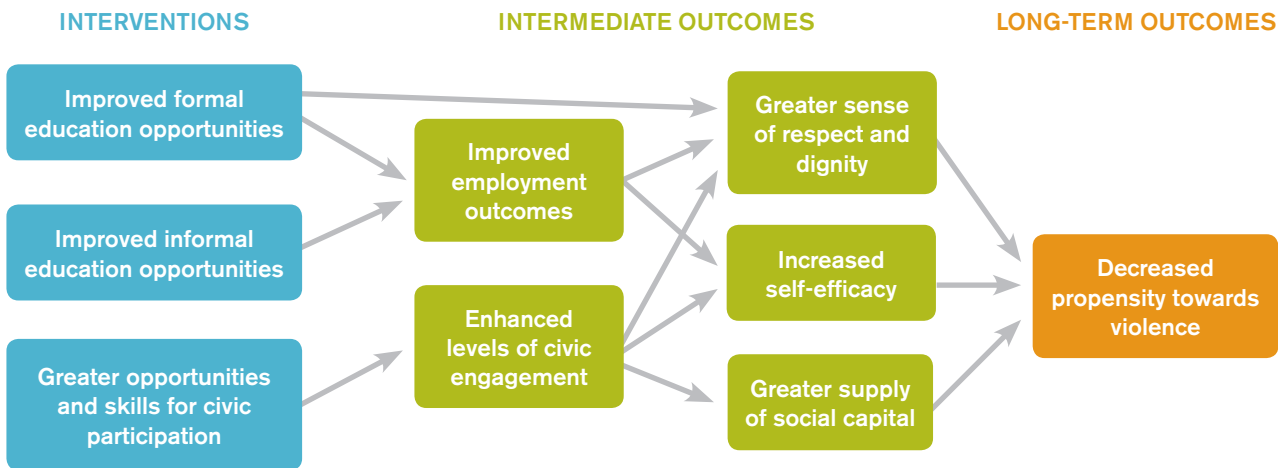 INTERVENTIONS
INTERMEDIATE OUTCOMES
LONG-TERM OUTCOMES
Improved formal
education opportunities
Improved informal
education opportunities
Greater opportunities
and skills for civic
participation
Improved
employment
outcomes
Enhanced
levels of civic
engagement
Greater sense
of respect and
dignity
Increased
self-efficacy
Greater supply
of social capital
Decreased
propensity towards
violence